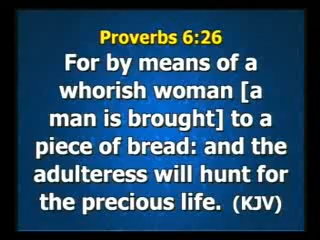 Proverbs 6:26
For by means of a
whorish woman [a
man is brought] to a
piece of bread: and the
adulteress will hunt for
the precious life. (KJV)